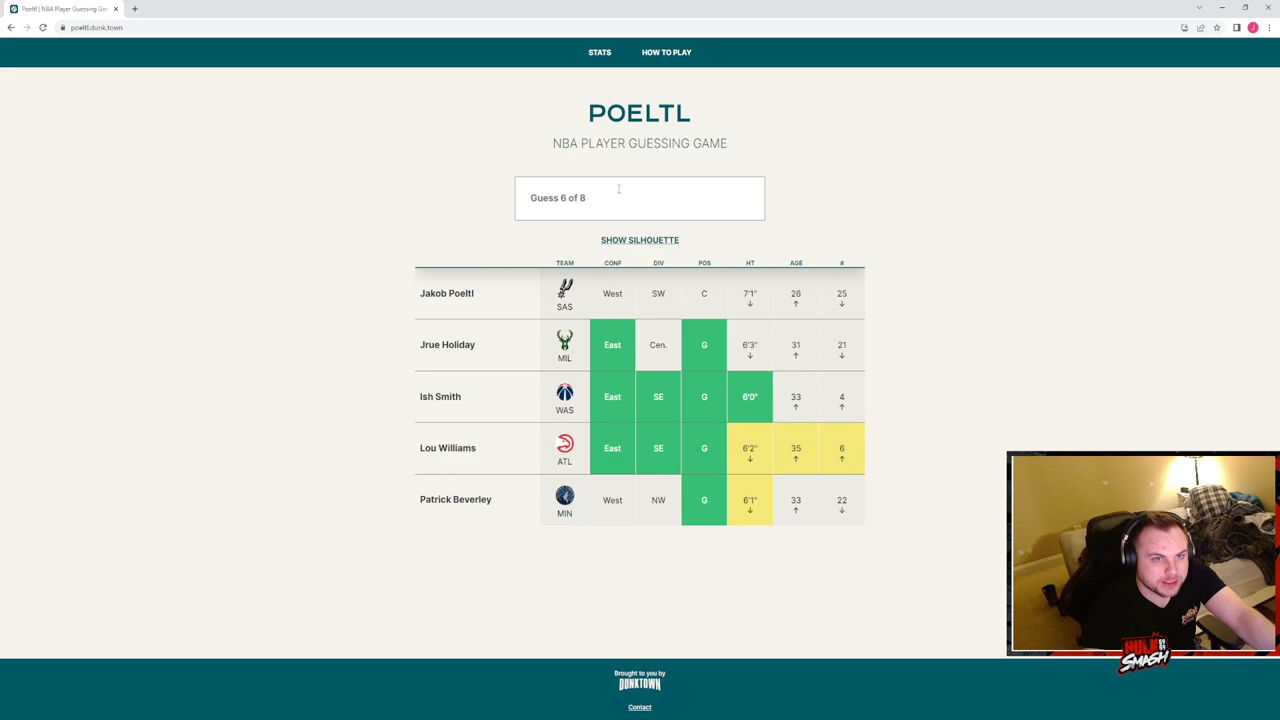 Poeltl | NBA Player Guessing Gam
poeltl.dunk.town
STATS HOW TO PLAY
POELTL
NBA PLAYER GUESSING GAME
Guess 6 of 8
SHOW SILHOUETTE
TEAM CONF DIV POS HT AGE #
Jakob Poeltl SAS West SW C 7'1" ↓ 26 ↑ 25 ↓
Jrue Holiday MIL East Cen. G 6'3" ↓ 31 ↑ 21 ↓
Ish Smith WAS East SE G 6'0" 33 ↑ 4 ↑
Lou Williams ATL East SE G 6'2" ↓ 35 ↑ 6 ↑
Patrick Beverley MIN West NW G 6'1" ↓ 33 ↑ 22 ↓
HULK
SMASH
Brought to you by
DUNKTOWN
Contact